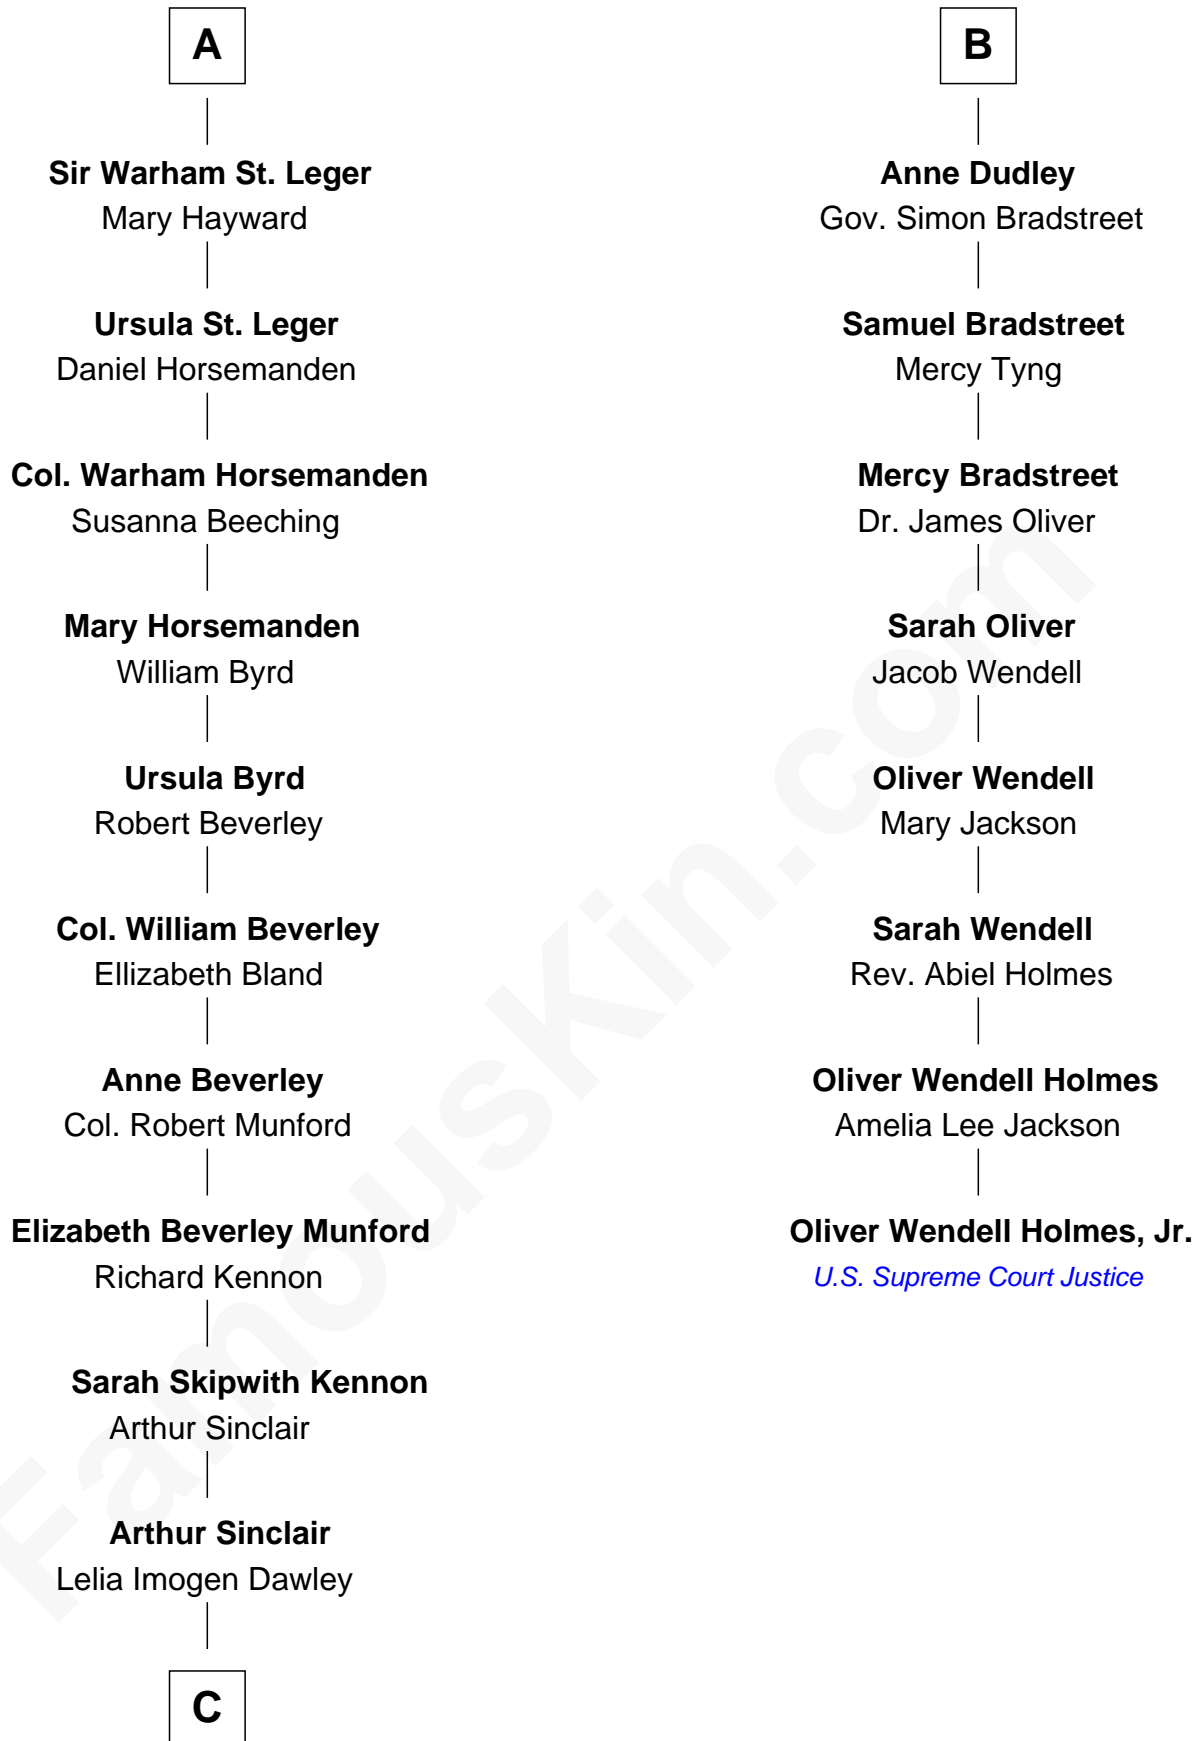 A
Sir Warham St. Leger
Mary Hayward
Ursula St. Leger
Daniel Horsemanden
Col. Warham Horsemanden
Susanna Beeching
Mary Horsemanden
William Byrd
Ursula Byrd
Robert Beverley
Col. William Beverley
Ellizabeth Bland
Anne Beverley
Col. Robert Munford
Elizabeth Beverley Munford
Richard Kennon
Sarah Skipwith Kennon
Arthur Sinclair
Arthur Sinclair
Lelia Imogen Dawley
C
B
Anne Dudley
Gov. Simon Bradstreet
Samuel Bradstreet
Mercy Tyng
Mercy Bradstreet
Dr. James Oliver
Sarah Oliver
Jacob Wendell
Oliver Wendell
Mary Jackson
Sarah Wendell
Rev. Abiel Holmes
Oliver Wendell Holmes
Amelia Lee Jackson
Oliver Wendell Holmes, Jr.
U.S. Supreme Court Justice
FamousKin.com